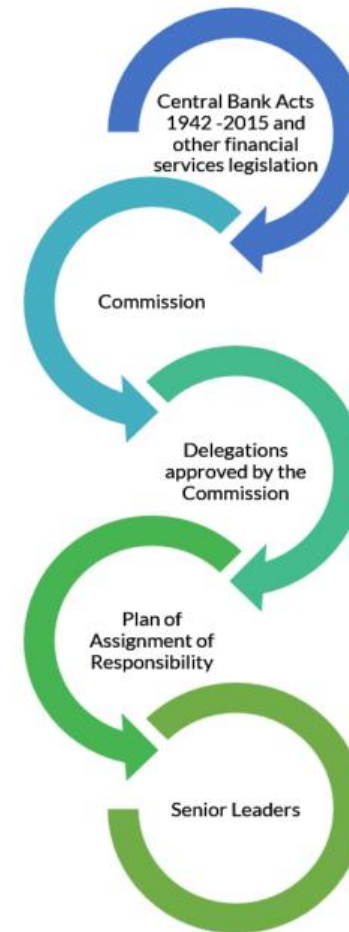 Central Bank Acts
1942 -2015 and
other financial
services legislation
Commission
Delegations
approved by the
Commission
Plan of
Assignment of
Responsibility
Senior Leaders